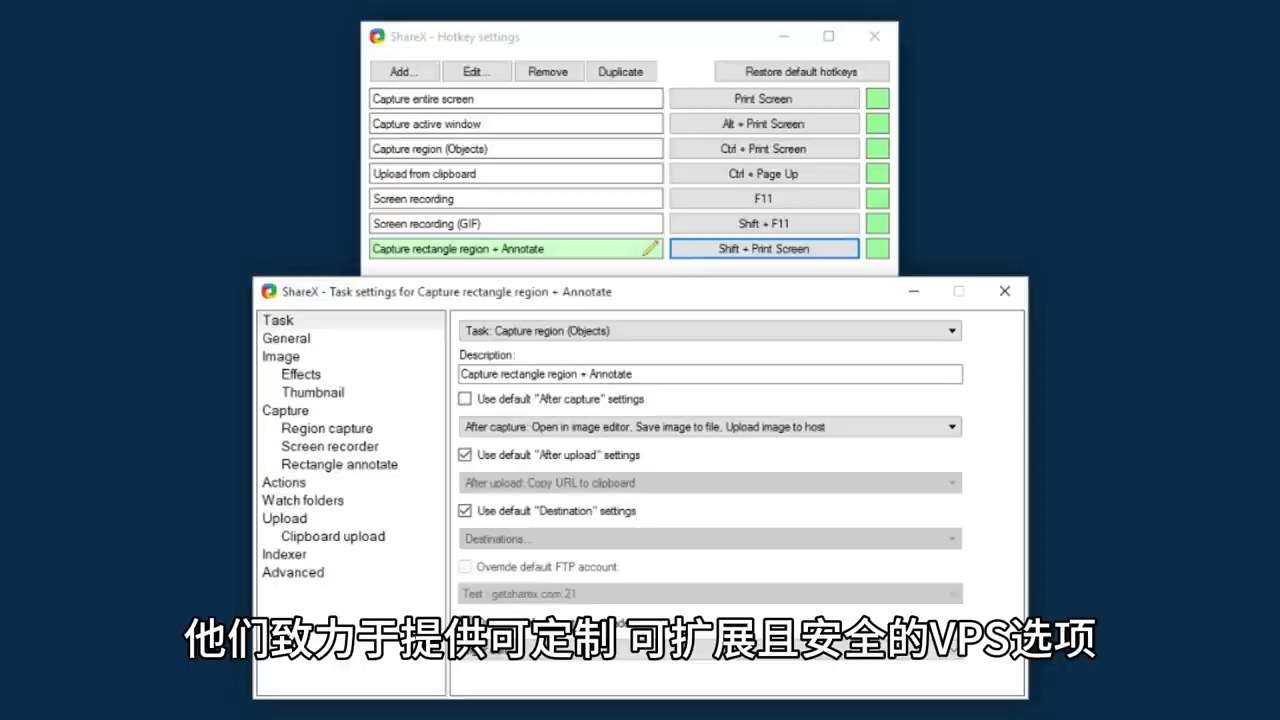 ShareX - Hotkey settings
Add... Edit... Remove Duplicate Restore default hotkeys
Capture entire screen Print Screen
Capture active window Alt + Print Screen
Capture region (Objects) Ctrl + Print Screen
Upload from clipboard Ctrl + Page Up
Screen recording F11
Screen recording (GIF) Shift + F11
Capture rectangle region + Annotate Shift + Print Screen
ShareX - Task settings for Capture rectangle region + Annotate
Task
General
Image
Effects
Thumbnail
Capture
Region capture
Screen recorder
Rectangle annotate
Actions
Watch folders
Upload
Clipboard upload
Indexer
Advanced
Task: Capture region (Objects)
Description:
Capture rectangle region + Annotate
Use default "After capture" settings
After capture: Open in image editor, Save image to file, Upload image to host
Use default "After upload" settings
After upload: Copy URL to clipboard
Use default "Destination" settings
Destinations...
Override default FTP account:
Test - getsharex.com:21
他们致力于提供可定制 可扩展且安全的VPS选项